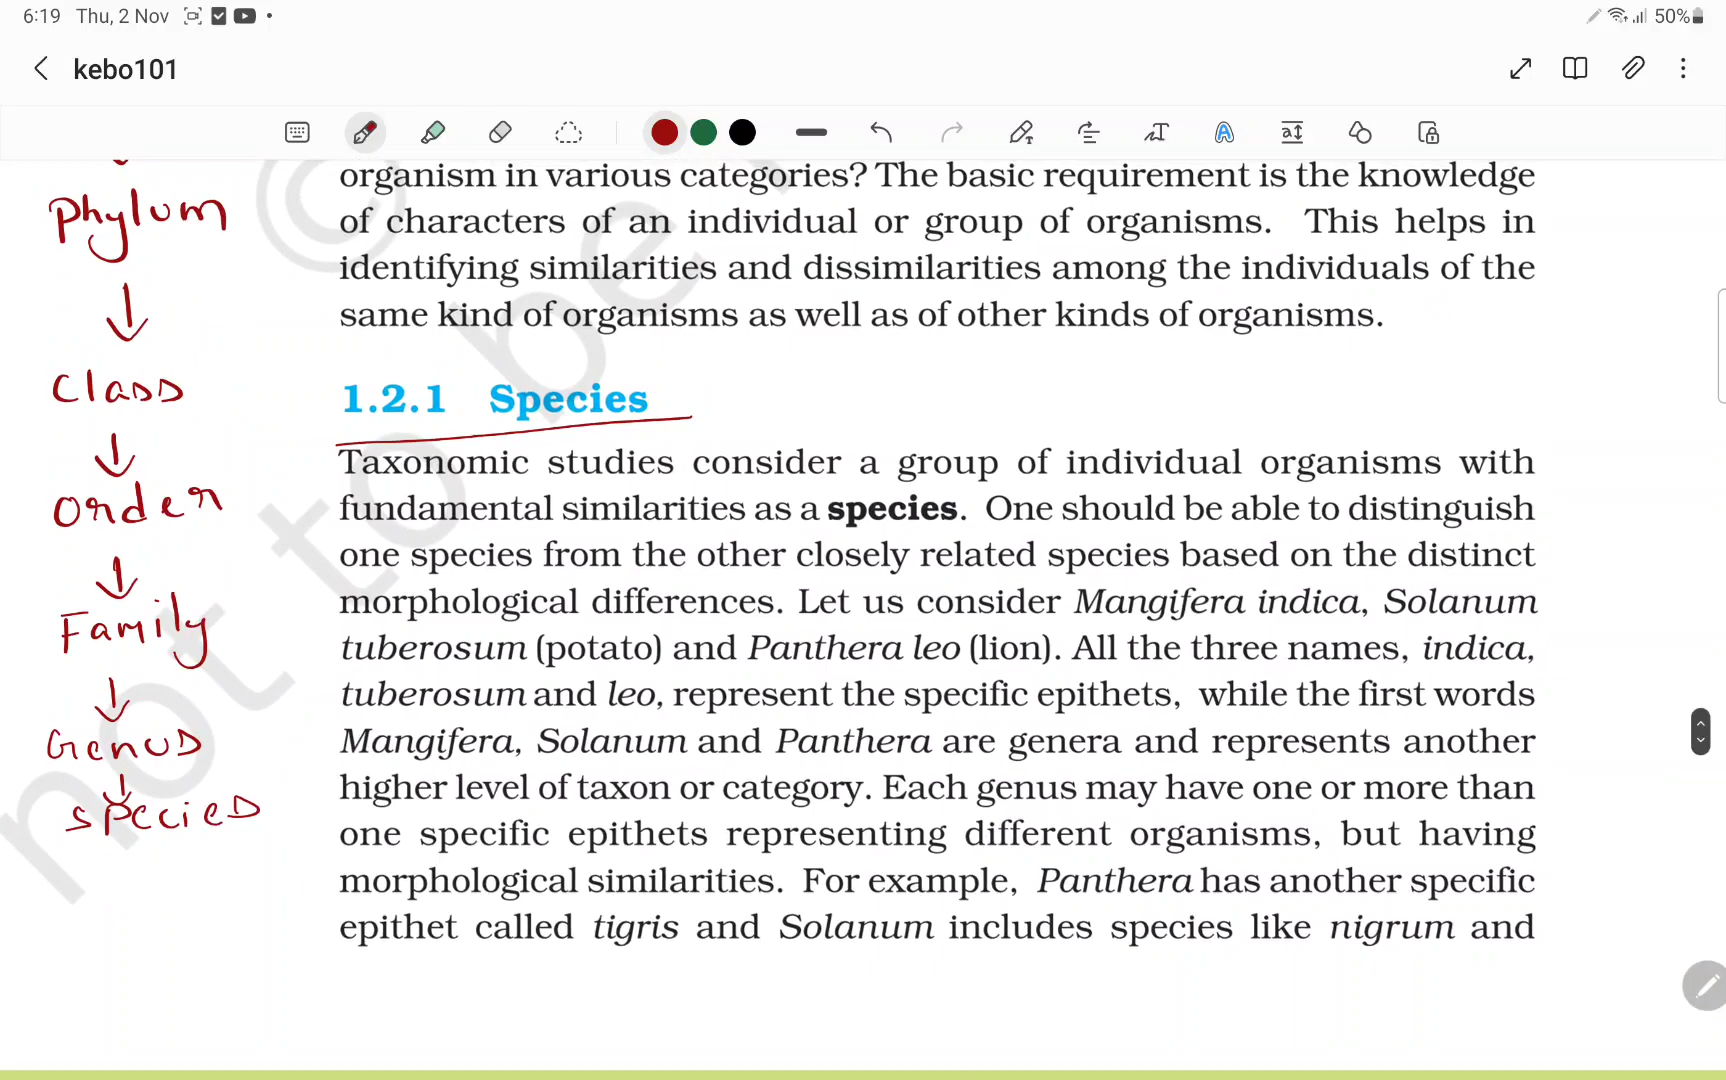 6:19 Thu, 2 Nov
50%
kebo101
organism in various categories? The basic requirement is the knowledge
of characters of an individual or group of organisms. This helps in
identifying similarities and dissimilarities among the individuals of the
same kind of organisms as well as of other kinds of organisms.
1.2.1 Species
Taxonomic studies consider a group of individual organisms with
fundamental similarities as a species. One should be able to distinguish
one species from the other closely related species based on the distinct
morphological differences. Let us consider Mangifera indica, Solanum
tuberosum (potato) and Panthera leo (lion). All the three names, indica,
tuberosum and leo, represent the specific epithets, while the first words
Mangifera, Solanum and Panthera are genera and represents another
higher level of taxon or category. Each genus may have one or more than
one specific epithets representing different organisms, but having
morphological similarities. For example, Panthera has another specific
epithet called tigris and Solanum includes species like nigrum and
Phylum
Class
Order
Family
Genus
Species
© not to be